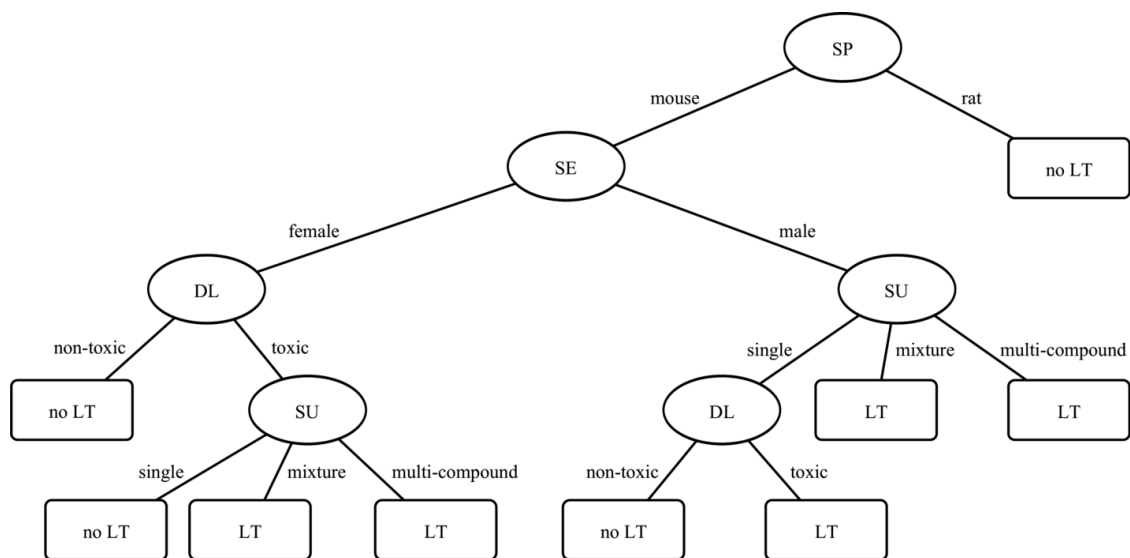 SP
mouse
rat
SE
no LT
female
male
DL
SU
non-toxic
toxic
single
mixture
multi-compound
no LT
SU
DL
LT
LT
single
mixture
multi-compound
non-toxic
toxic
no LT
LT
LT
no LT
LT